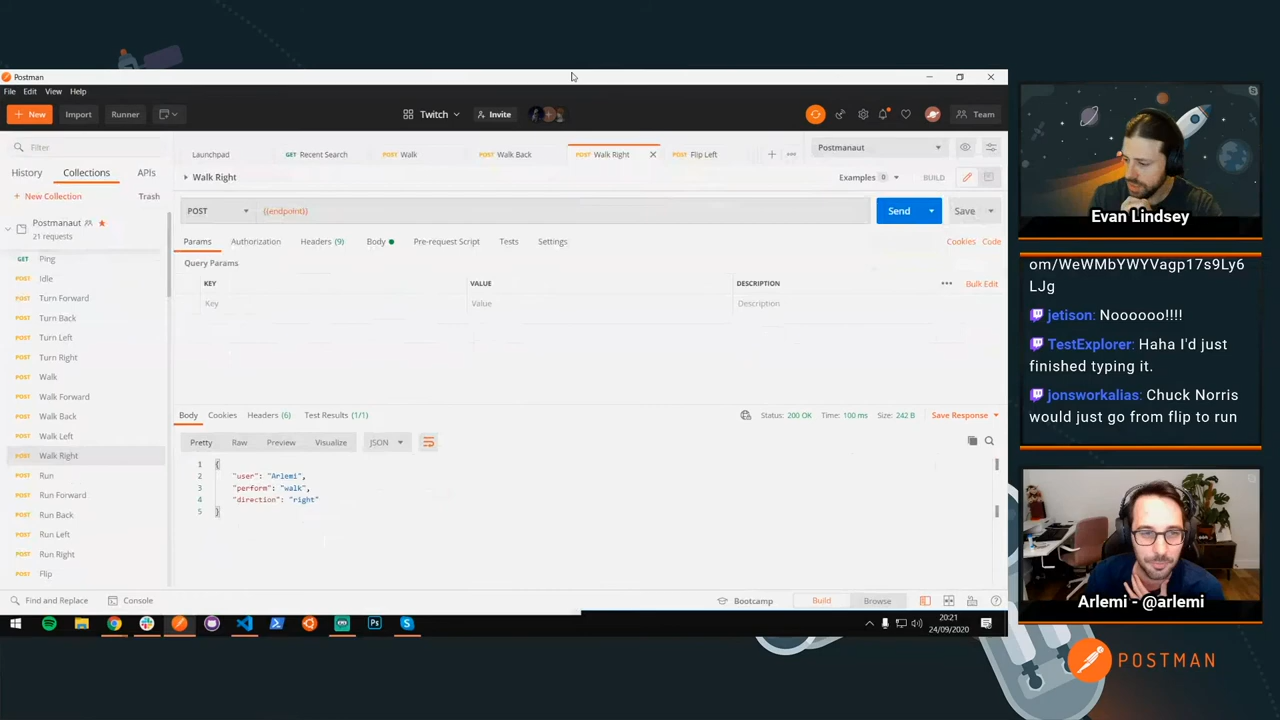 Postman
File Edit View Help
+ New Import Runner Twitch Invite Team
Filter
History Collections APIs
+ New Collection Trash
Postmanaut
21 requests
GET Ping
POST Idle
POST Turn Forward
POST Turn Back
POST Turn Left
POST Turn Right
POST Walk
POST Walk Forward
POST Walk Back
POST Walk Left
POST Walk Right
POST Run
POST Run Forward
POST Run Back
POST Run Left
POST Run Right
POST Flip
Launchpad GET Recent Search POST Walk POST Walk Back POST Walk Right POST Flip Left Postmanaut
Walk Right Examples 0 BUILD
POST {{endpoint}} Send Save
Params Authorization Headers (9) Body Pre-request Script Tests Settings Cookies Code
Query Params
KEY VALUE DESCRIPTION Bulk Edit
Key Value Description
Body Cookies Headers (6) Test Results (1/1) Status: 200 OK Time: 100 ms Size: 242 B Save Response
Pretty Raw Preview Visualize JSON
1 {
2 "user": "Arlemi",
3 "perform": "walk",
4 "direction": "right"
5 }
Find and Replace Console Bootcamp Build Browse
20:21
24/09/2020
Evan Lindsey
om/WeWMbYWYVagp17s9Ly6
LJg
jetison: Noooooo!!!!
TestExplorer: Haha I'd just
finished typing it.
jonsworkalias: Chuck Norris
would just go from flip to run
Arlemi - @arlemi
POSTMAN